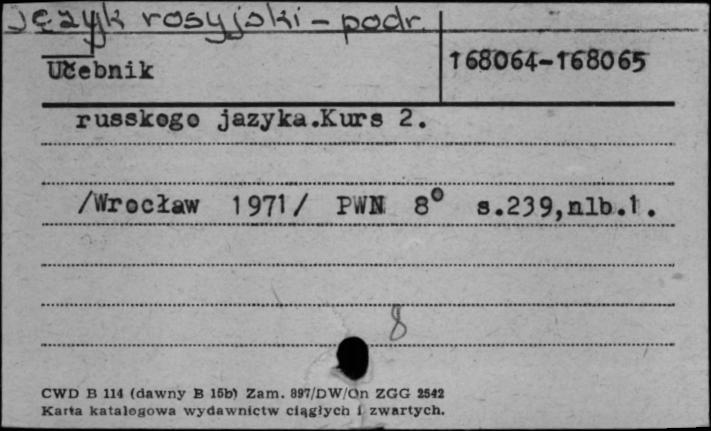 język rosyjski - podr.
Učebnik
168064-168065
russkogo jazyka.Kurs 2.
/Wrocław 1971/ PWN 8° s.239,nlb.1.
8
CWD B 114 (dawny B 15b) Zam. 897/DW/On ZGG 2542
Karta katalogowa wydawnictw ciągłych i zwartych.